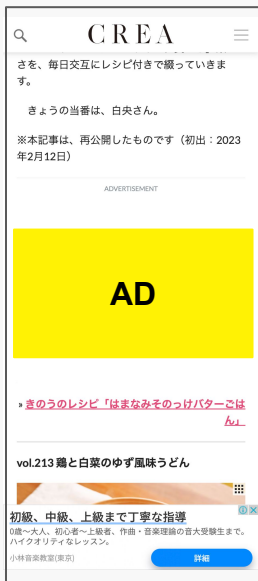 CREA
さを、毎日交互にレシピ付きで綴っていきま
す。
きょうの当番は、白央さん。
※本記事は、再公開したものです（初出：2023
年2月12日）
ADVERTISEMENT
AD
» きのうのレシピ「はまなみそのっけバターごは
ん」
vol.213 鶏と白菜のゆず風味うどん
初級、中級、上級まで丁寧な指導
0歳〜大人、初心者〜上級者、作曲・音楽理論の音大受験生まで。
ハイクオリティなレッスン。
小林音楽教室(東京)
詳細